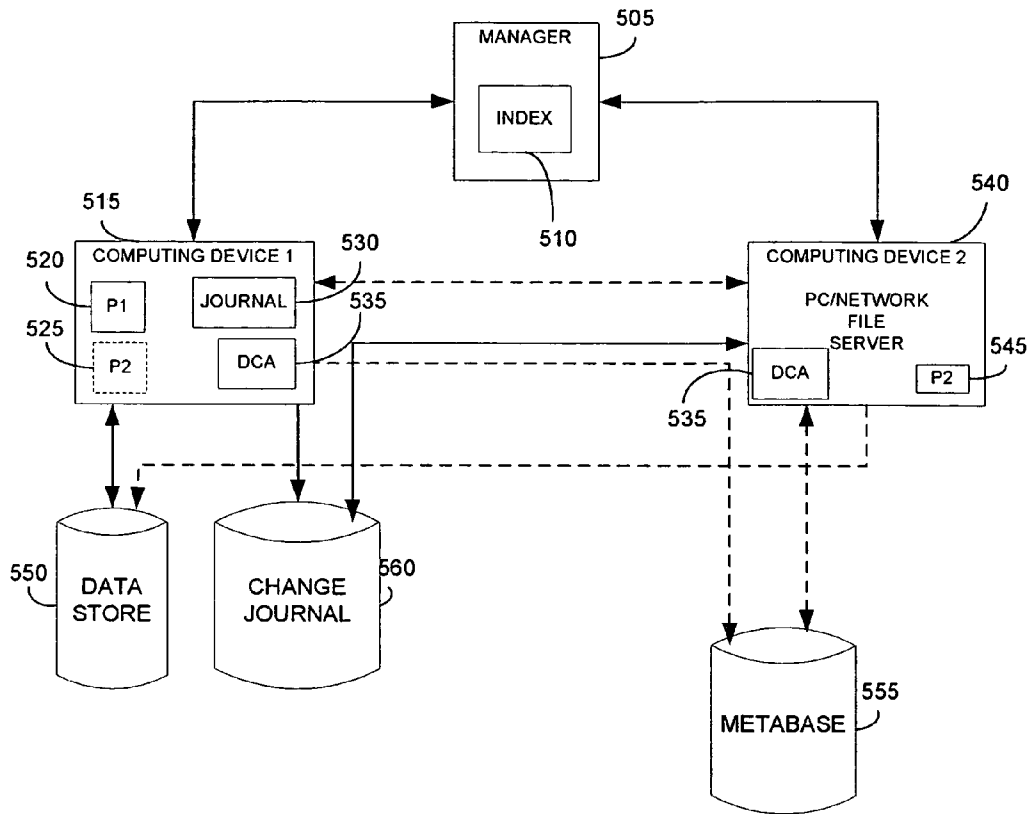 MANAGER
505
INDEX
510
515
540
COMPUTING DEVICE 1
COMPUTING DEVICE 2
520
530
P1
JOURNAL
PC/NETWORK
FILE
SERVER
525
535
P2
DCA
DCA
535
P2
545
550
DATA
STORE
CHANGE
JOURNAL
560
METABASE
555